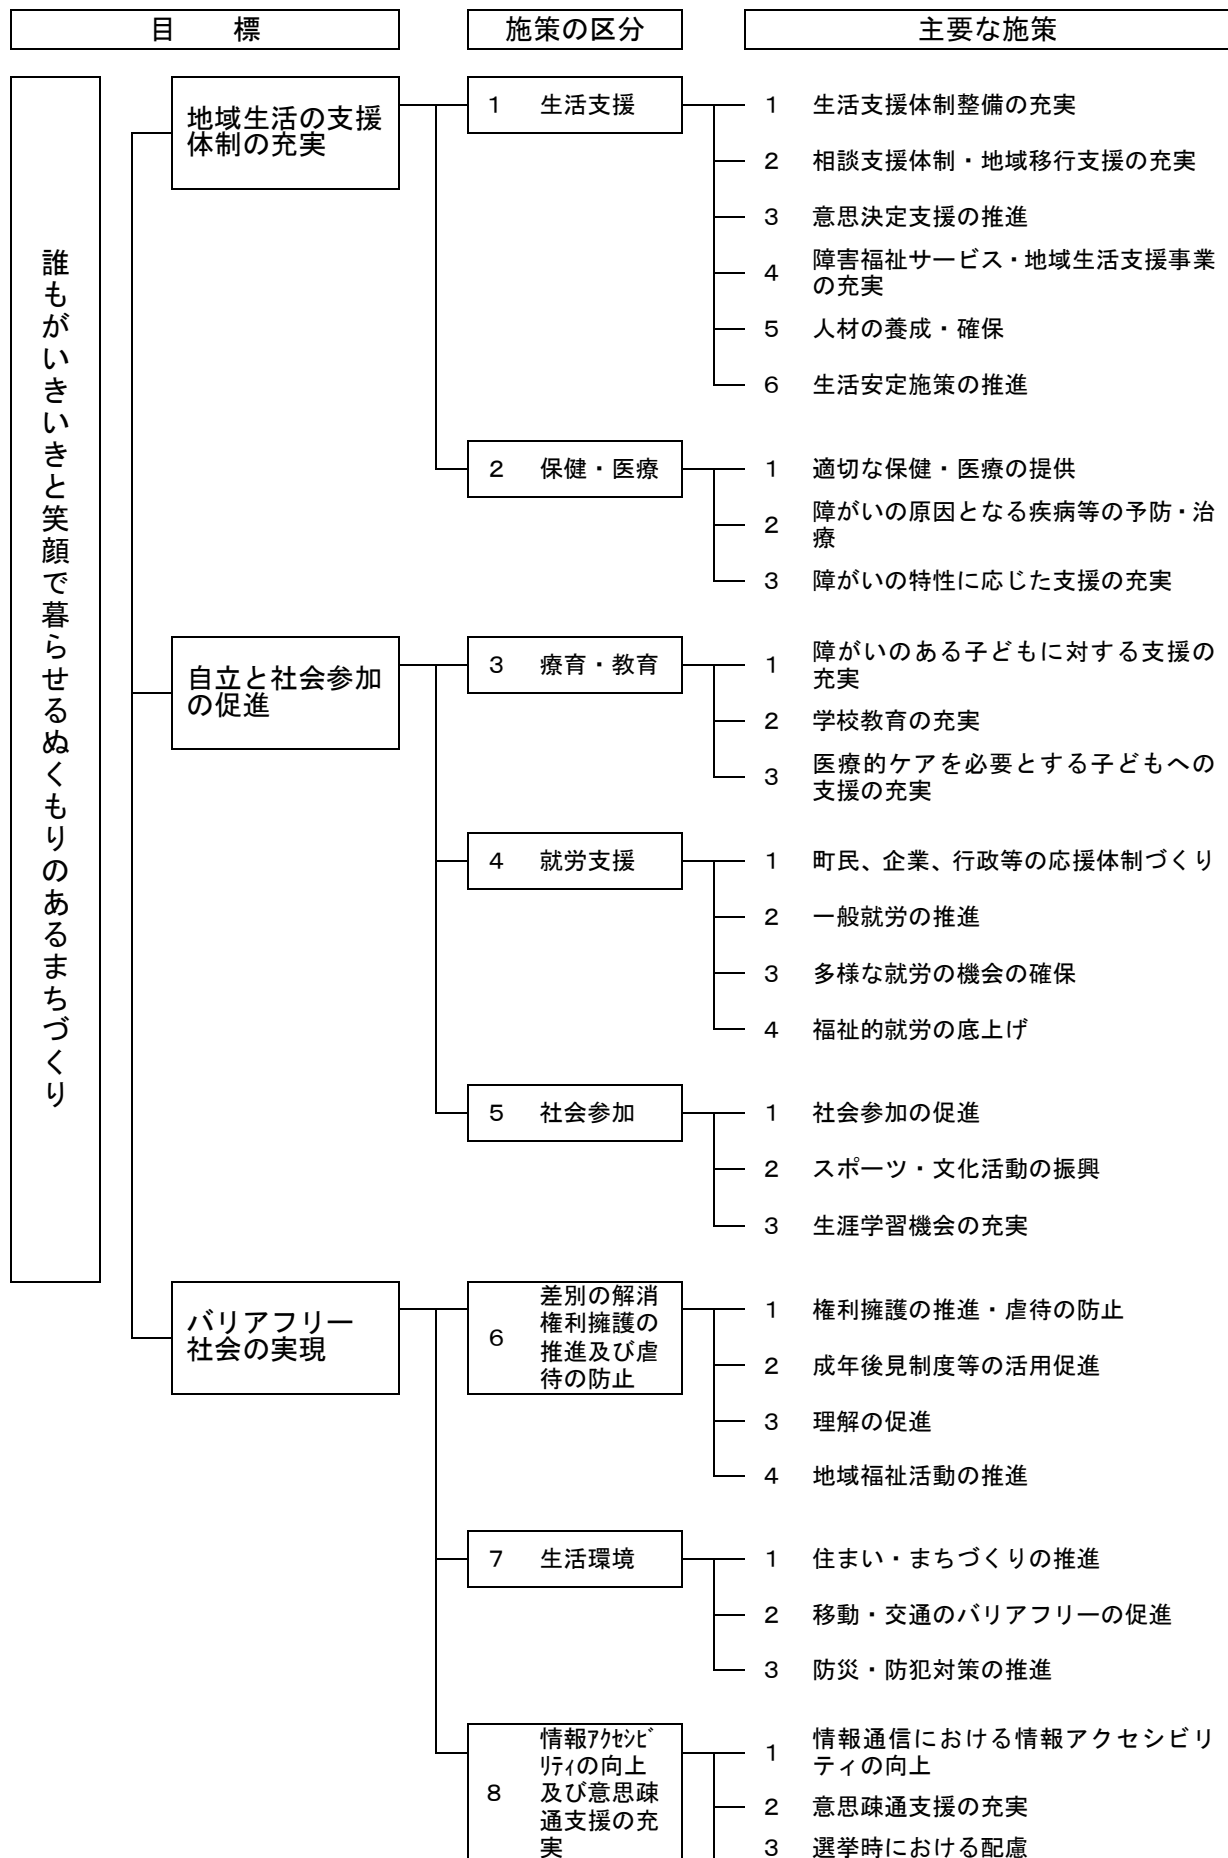 目　標
施策の区分
主要な施策
誰もがいきいきと笑顔で暮らせるぬくもりのあるまちづくり
地域生活の支援
体制の充実
1　生活支援
1　生活支援体制整備の充実
2　相談支援体制・地域移行支援の充実
3　意思決定支援の推進
4　障害福祉サービス・地域生活支援事業
の充実
5　人材の養成・確保
6　生活安定施策の推進
2　保健・医療
1　適切な保健・医療の提供
2　障がいの原因となる疾病等の予防・治
療
3　障がいの特性に応じた支援の充実
自立と社会参加
の促進
3　療育・教育
1　障がいのある子どもに対する支援の
充実
2　学校教育の充実
3　医療的ケアを必要とする子どもへの
支援の充実
4　就労支援
1　町民、企業、行政等の応援体制づくり
2　一般就労の推進
3　多様な就労の機会の確保
4　福祉的就労の底上げ
5　社会参加
1　社会参加の促進
2　スポーツ・文化活動の振興
3　生涯学習機会の充実
バリアフリー
社会の実現
6　差別の解消
権利擁護の
推進及び虐
待の防止
1　権利擁護の推進・虐待の防止
2　成年後見制度等の活用促進
3　理解の促進
4　地域福祉活動の推進
7　生活環境
1　住まい・まちづくりの推進
2　移動・交通のバリアフリーの促進
3　防災・防犯対策の推進
8　情報ｱｸｾｼﾋﾞ
ﾘﾃｨの向上
及び意思疎
通支援の充
実
1　情報通信における情報アクセシビリ
ティの向上
2　意思疎通支援の充実
3　選挙時における配慮